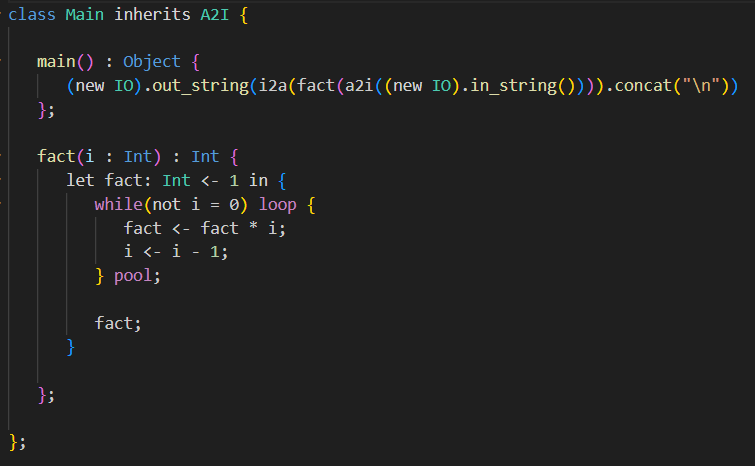 class Main inherits A2I {
main() : Object {
(new IO).out_string(i2a(fact(a2i((new IO).in_string()))).concat("\n"))
};
fact(i : Int) : Int {
let fact: Int <- 1 in {
while(not i = 0) loop {
fact <- fact * i;
i <- i - 1;
} pool;
fact;
}
};
};